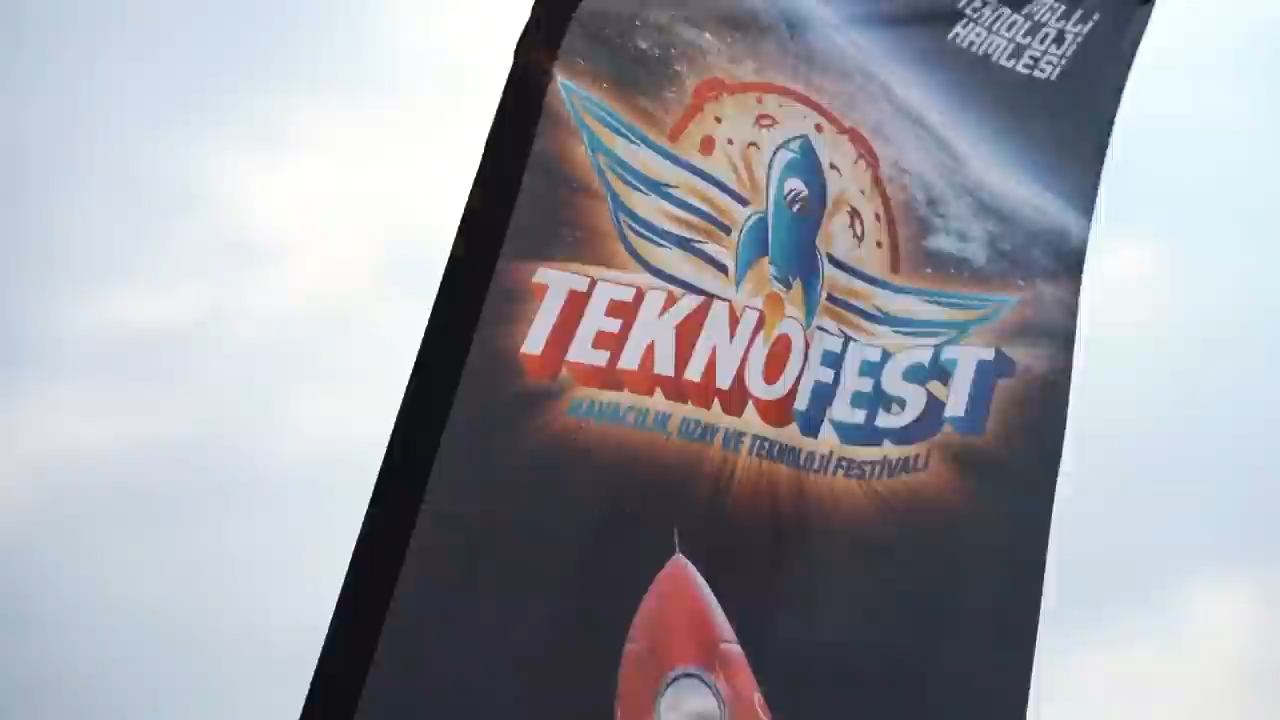 MİLLİ
TEKNOLOJİ
HAMLESİ
TEKNOFEST
HAVACILIK, UZAY VE TEKNOLOJİ FESTİVALİ